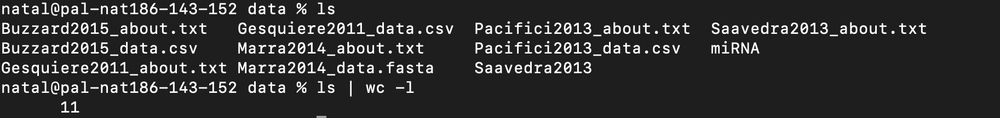 natal@pal-nat186-143-152 data % ls
Buzzard2015_about.txt   Gesquiere2011_data.csv  Pacifici2013_about.txt  Saavedra2013_about.txt
Buzzard2015_data.csv    Marra2014_about.txt     Pacifici2013_data.csv   miRNA
Gesquiere2011_about.txt Marra2014_data.fasta    Saavedra2013
natal@pal-nat186-143-152 data % ls | wc -l
      11